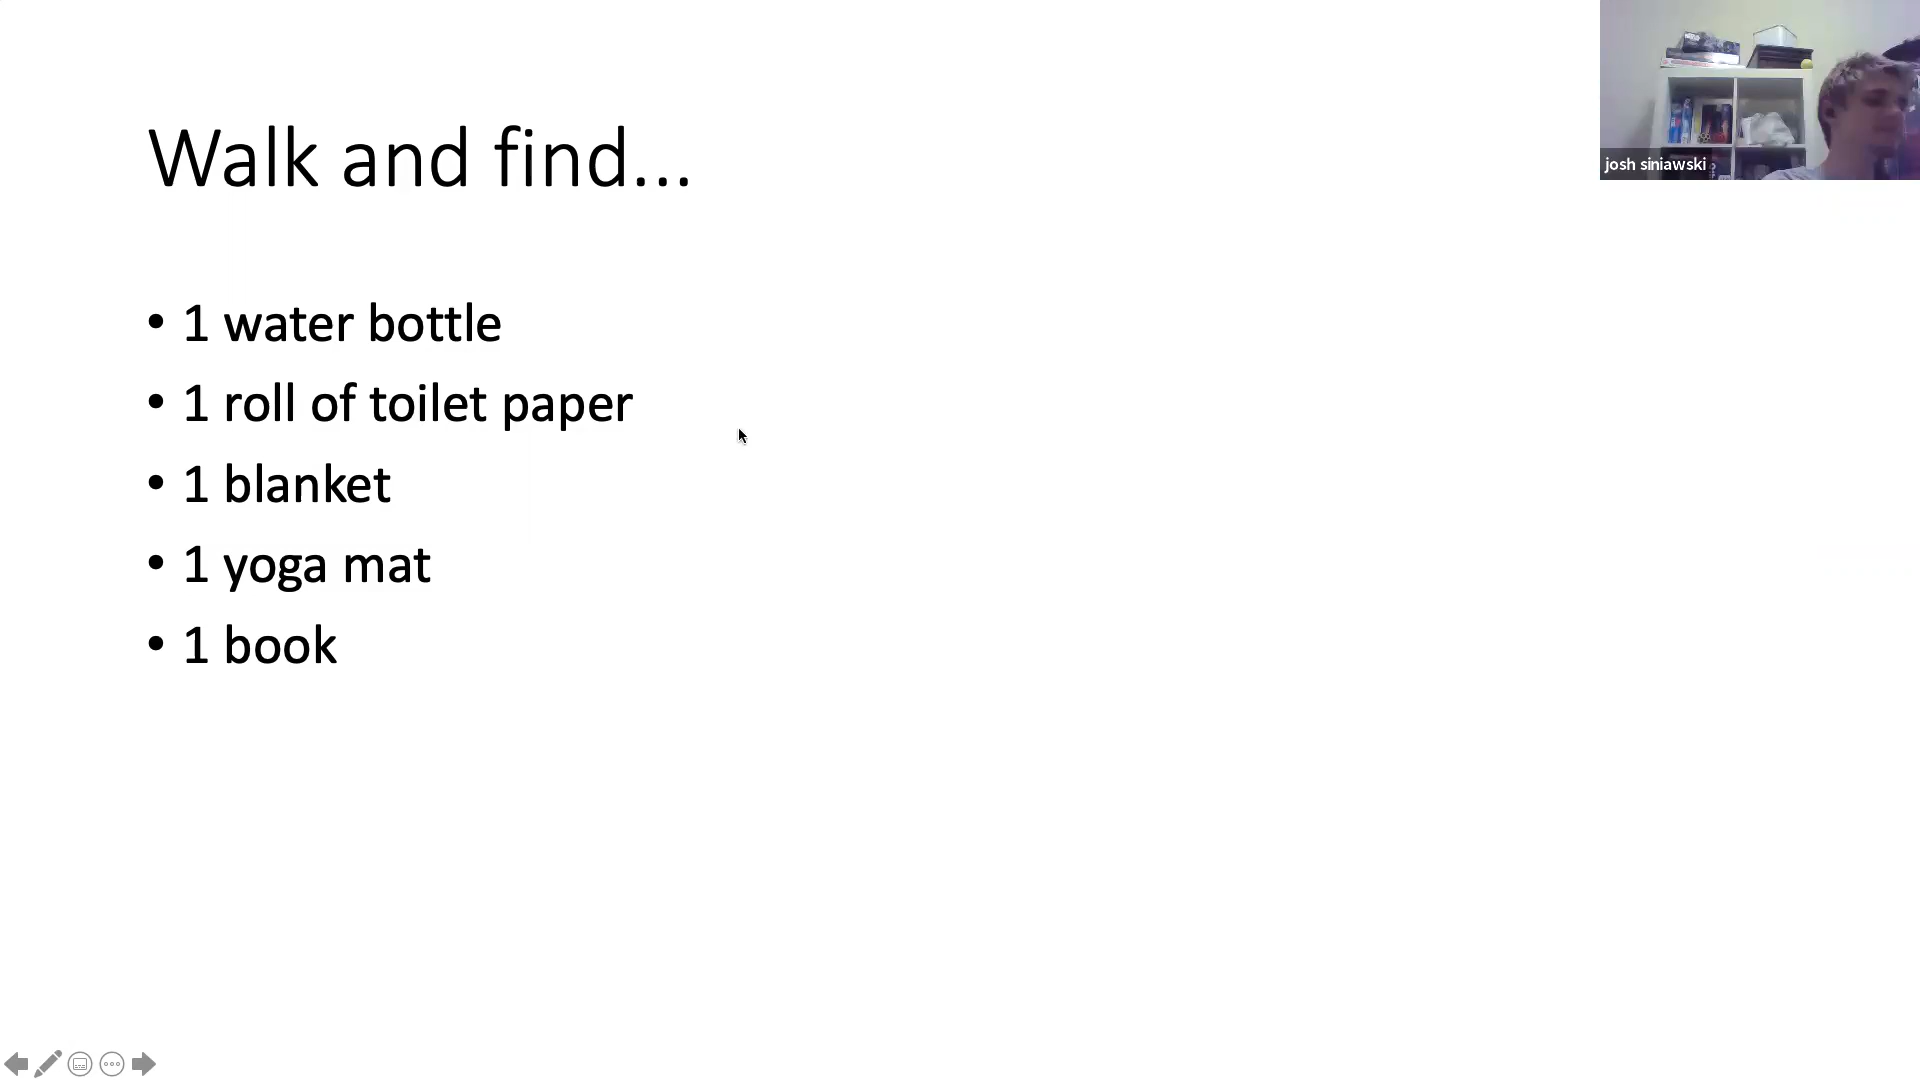 Walk and find...
• 1 water bottle
• 1 roll of toilet paper
• 1 blanket
• 1 yoga mat
• 1 book
josh siniawski